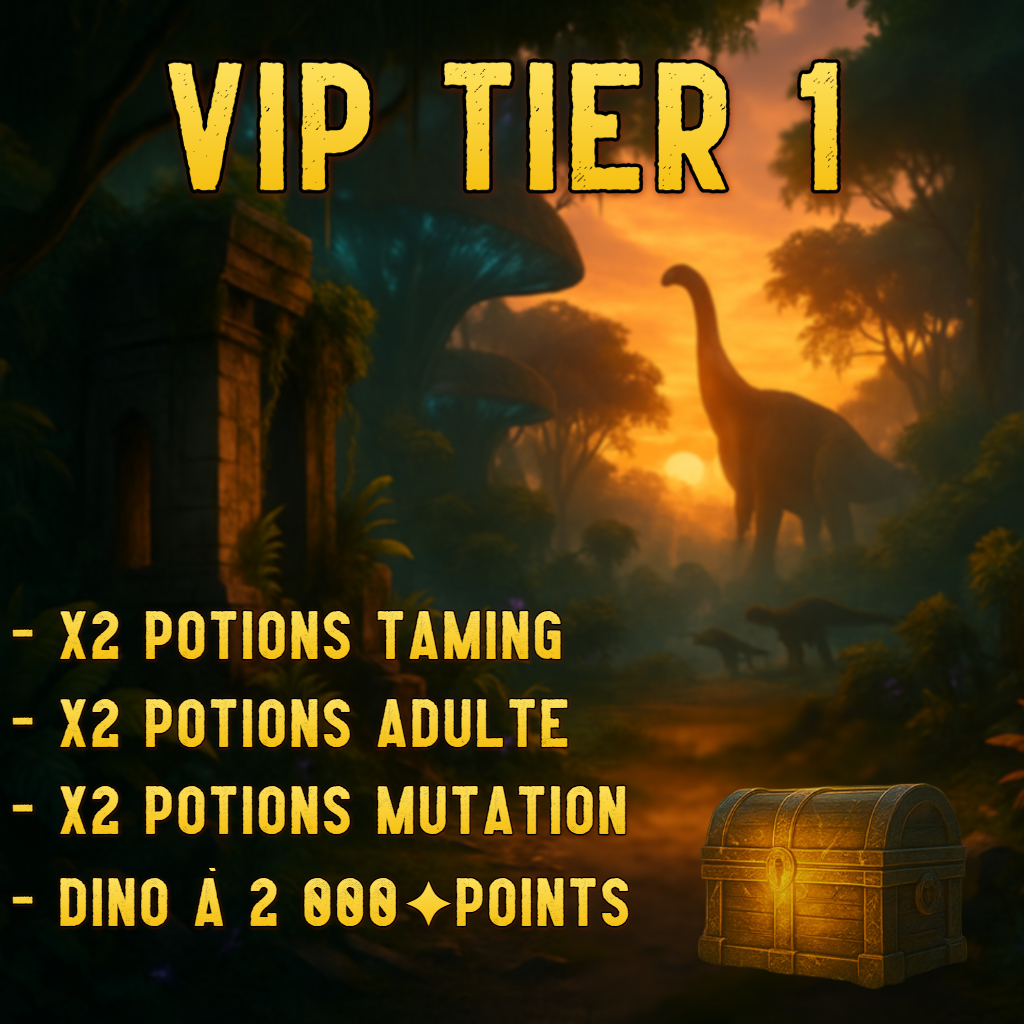 VIP TIER 1
- X2 POTIONS TAMING
- X2 POTIONS ADULTE
- X2 POTIONS MUTATION
- DINO À 2 000✦POINTS